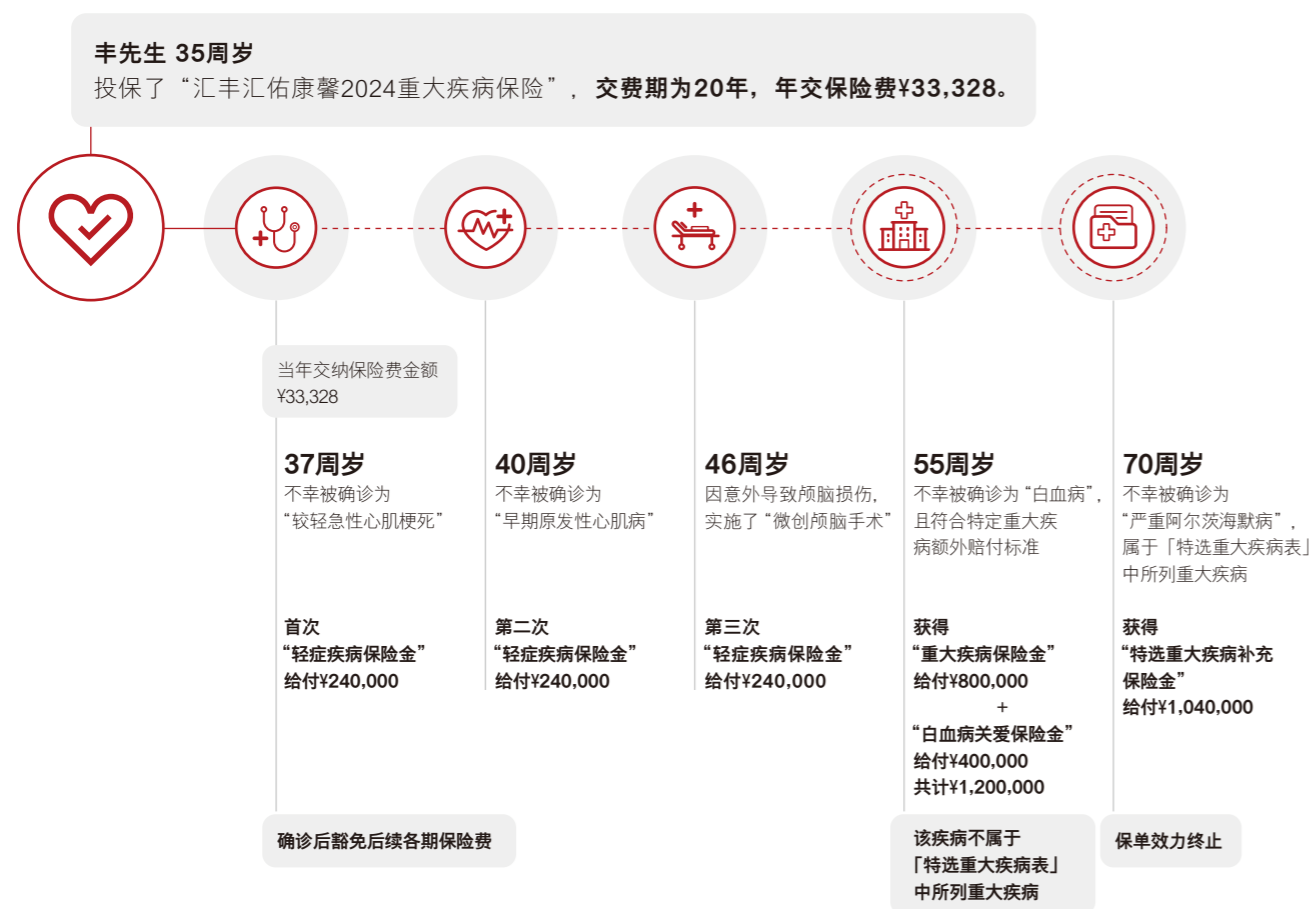 丰先生 35周岁
投保了“汇丰汇佑康馨2024重大疾病保险”，交费期为20年，年交保险费¥33,328。
当年交纳保险费金额
¥33,328
37周岁
不幸被确诊为
“较轻急性心肌梗死”
首次
“轻症疾病保险金”
给付¥240,000
确诊后豁免后续各期保险费
40周岁
不幸被确诊为
“早期原发性心肌病”
第二次
“轻症疾病保险金”
给付¥240,000
46周岁
因意外导致颅脑损伤，
实施了“微创颅脑手术”
第三次
“轻症疾病保险金”
给付¥240,000
55周岁
不幸被确诊为“白血病”，
且符合特定重大疾
病额外赔付标准
获得
“重大疾病保险金”
给付¥800,000
+
“白血病关爱保险金”
给付¥400,000
共计¥1,200,000
该疾病不属于
「特选重大疾病表」
中所列重大疾病
70周岁
不幸被确诊为
“严重阿尔茨海默病”，
属于「特选重大疾病表」
中所列重大疾病
获得
“特选重大疾病补充
保险金”
给付¥1,040,000
保单效力终止